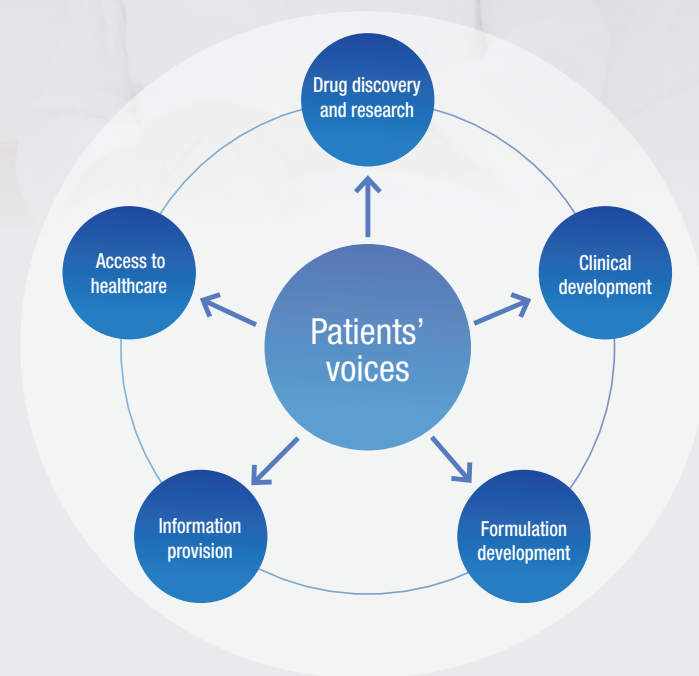 Drug discovery
and research
Access to
healthcare
Clinical
development
Patients’
voices
Information
provision
Formulation
development